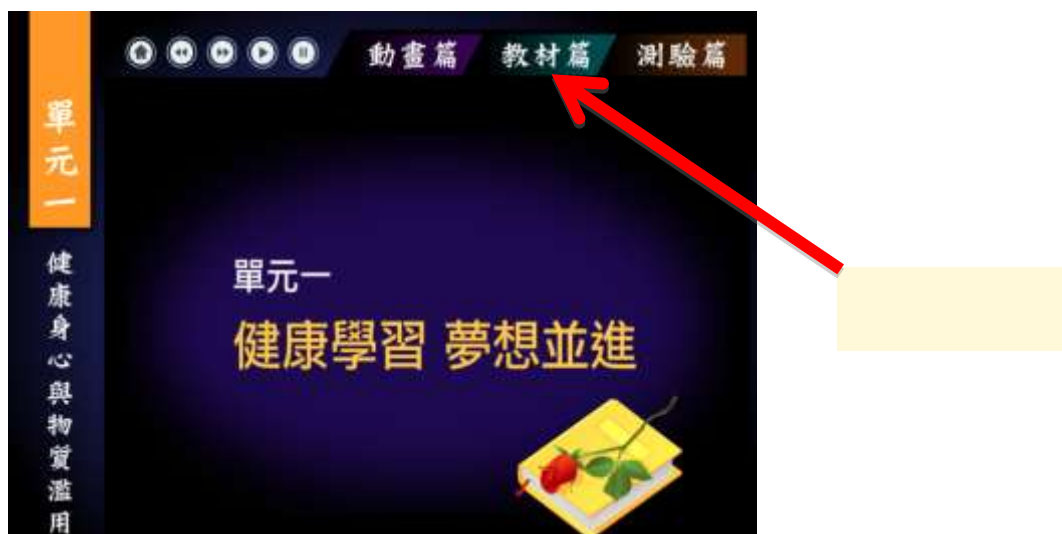 動畫篇 教材篇 測驗篇
單元一
健康身心與物質濫用
單元一
健康學習 夢想並進